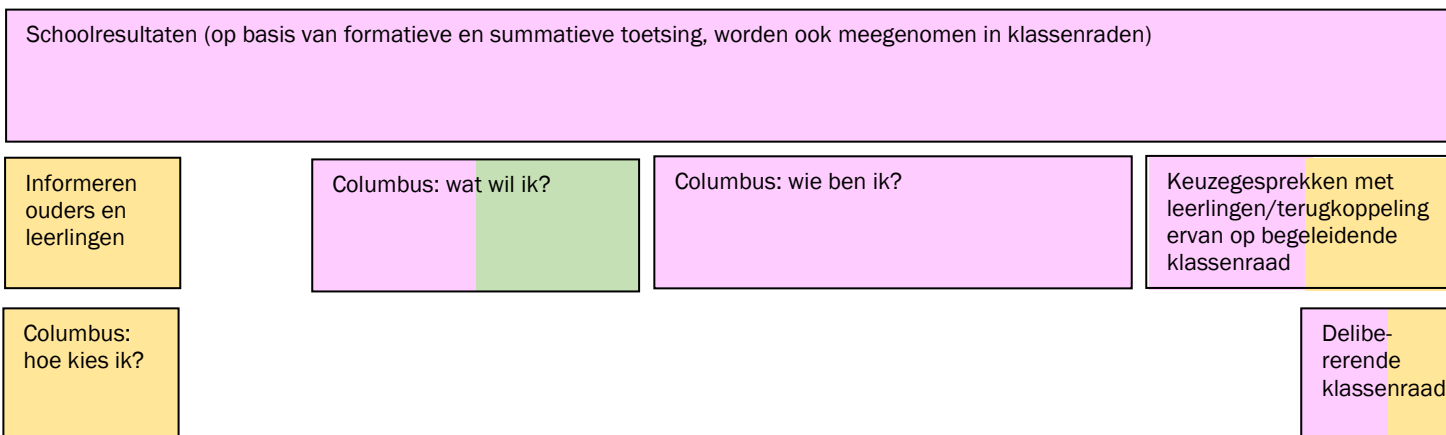 Schoolresultaten (op basis van formatieve en summatieve toetsing, worden ook meegenomen in klassenraden)
Informeren
ouders en
leerlingen
Columbus: wat wil ik?
Columbus: wie ben ik?
Keuzegesprekken met
leerlingen/terugkoppeling
ervan op begeleidende
klassenraad
Columbus:
hoe kies ik?
Delibe-
rerende
klassenraad